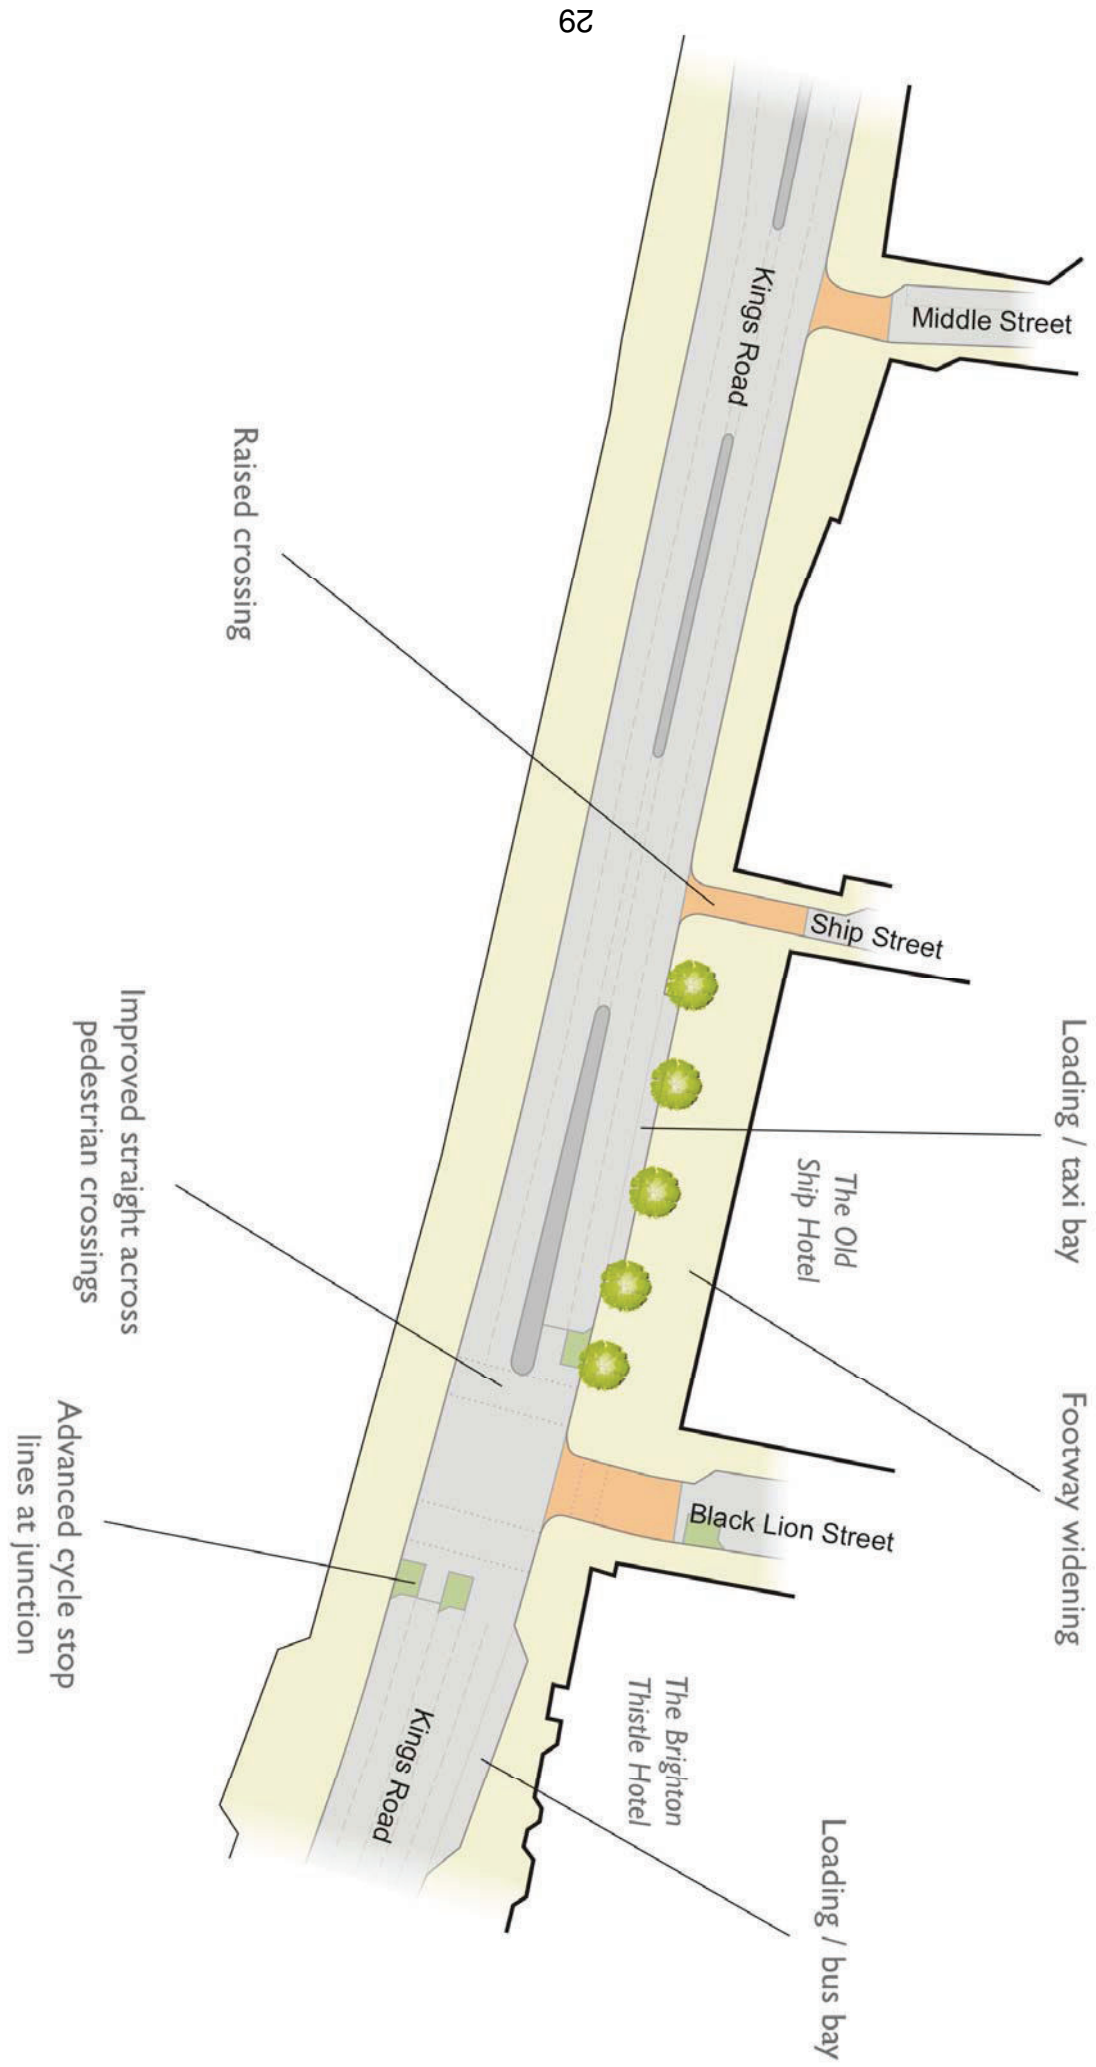 29
Middle Street
Kings Road
Raised crossing
Ship Street
Loading / taxi bay
The Old
Ship Hotel
Footway widening
Improved straight across
pedestrian crossings
Advanced cycle stop
lines at junction
Black Lion Street
The Brighton
Thistle Hotel
Kings Road
Loading / bus bay